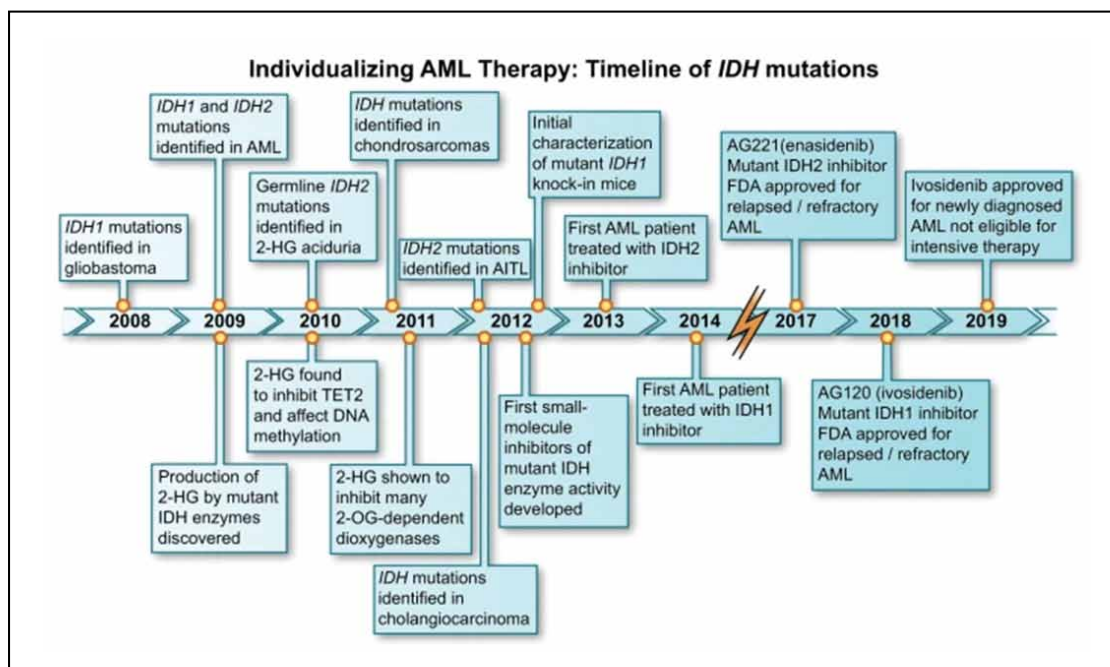 Individualizing AML Therapy: Timeline of IDH mutations
IDH1 and IDH2
mutations
identified in AML
IDH mutations
identified in
chondrosarcomas
Initial
characterization
of mutant IDH1
knock-in mice
AG221(enasidenib)
Mutant IDH2 inhibitor
FDA approved for
relapsed / refractory
AML
Ivosidenib approved
for newly diagnosed
AML not eligible for
intensive therapy
IDH1 mutations
identified in
gliobastoma
Germline IDH2
mutations
identified in
2-HG aciduria
IDH2 mutations
identified in AITL
First AML patient
treated with IDH2
inhibitor
2008 2009 2010 2011 2012 2013 2014 2017 2018 2019
Production of
2-HG by mutant
IDH enzymes
discovered
2-HG found
to inhibit TET2
and affect DNA
methylation
2-HG shown to
inhibit many
2-OG-dependent
dioxygenases
IDH mutations
identified in
cholangiocarcinoma
First small-
molecule
inhibitors of
mutant IDH
enzyme activity
developed
First AML patient
treated with IDH1
inhibitor
AG120 (ivosidenib)
Mutant IDH1 inhibitor
FDA approved for
relapsed / refractory
AML